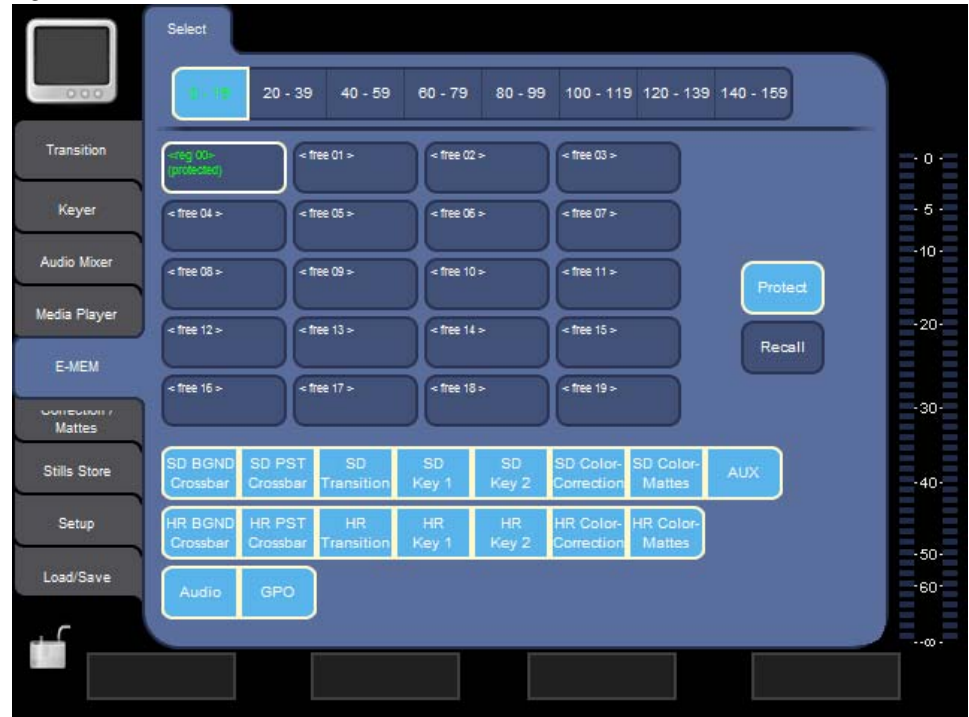 Select
0 - 19 20 - 39 40 - 59 60 - 79 80 - 99 100 - 119 120 - 139 140 - 159
Transition
Keyer
Audio Mixer
Media Player
E-MEM
Correction /
Mattes
Stills Store
Setup
Load/Save
<reg 00>
(protected)
< free 01 > < free 02 > < free 03 >
< free 04 > < free 05 > < free 06 > < free 07 >
< free 08 > < free 09 > < free 10 > < free 11 >
< free 12 > < free 13 > < free 14 > < free 15 >
< free 16 > < free 17 > < free 18 > < free 19 >
Protect
Recall
SD BGND SD PST SD SD SD SD Color- SD Color- AUX
Crossbar Crossbar Transition Key 1 Key 2 Correction Mattes
HR BGND HR PST HR HR HR HR Color- HR Color-
Crossbar Crossbar Transition Key 1 Key 2 Correction Mattes
Audio GPO
- 0 -
- 5 -
-10-
-20-
-30-
-40-
-50-
-60-
--∞-